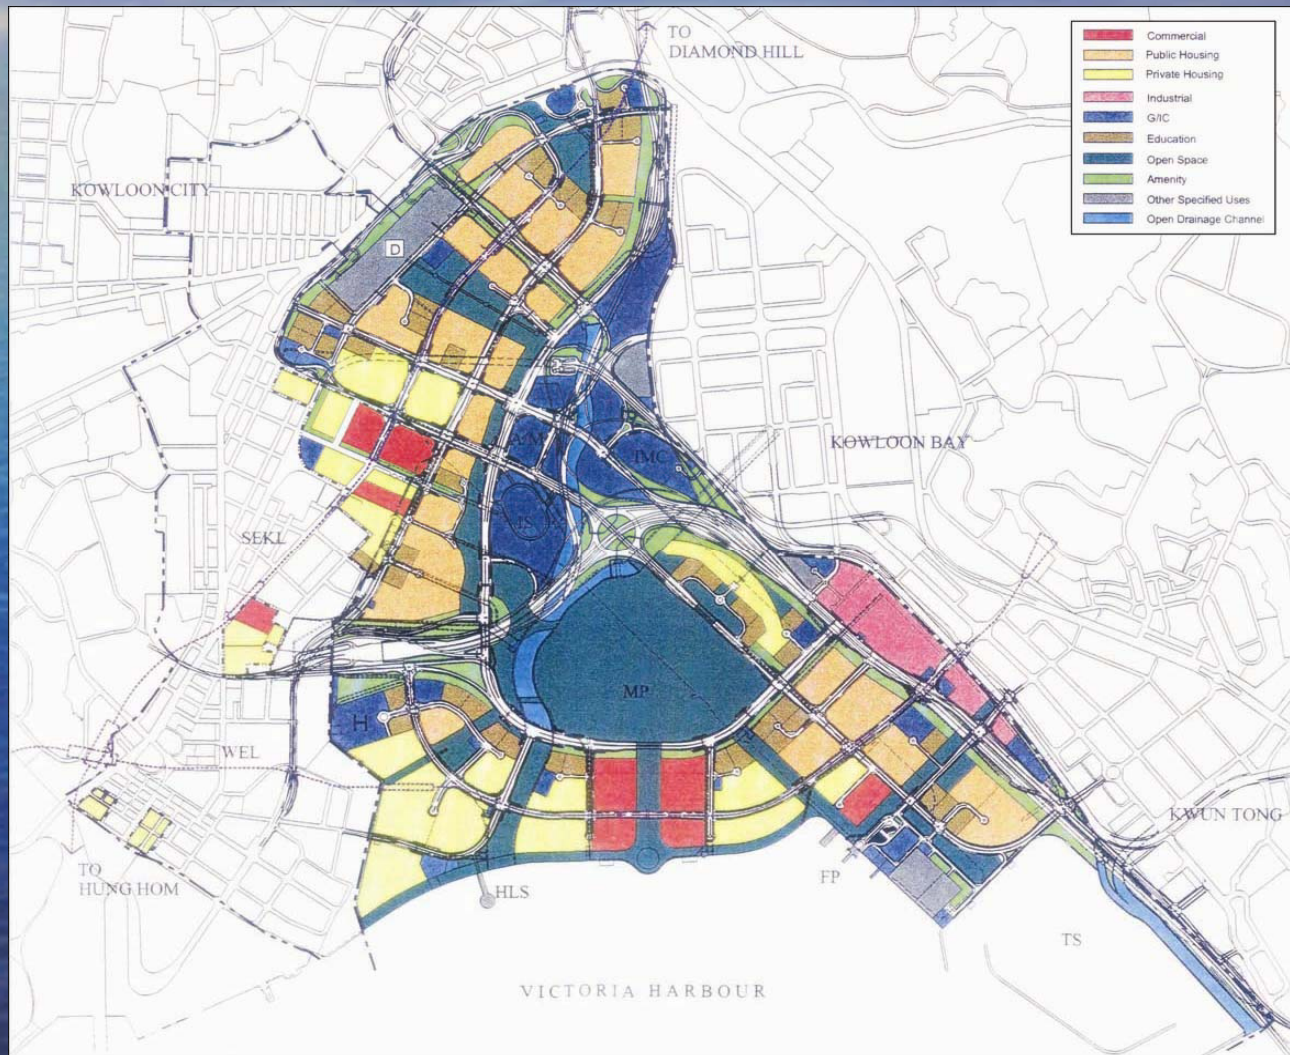 TO
DIAMOND HILL
Commercial
Public Housing
Private Housing
Industrial
G/IC
Education
Open Space
Amenity
Other Specified Uses
Open Drainage Channel
KOWLOON CITY
D
KOWLOON BAY
IMC
SEKL
IS
MP
H
WEL
KWUN TONG
TO
HUNG HOM
HLS
FP
TS
VICTORIA HARBOUR